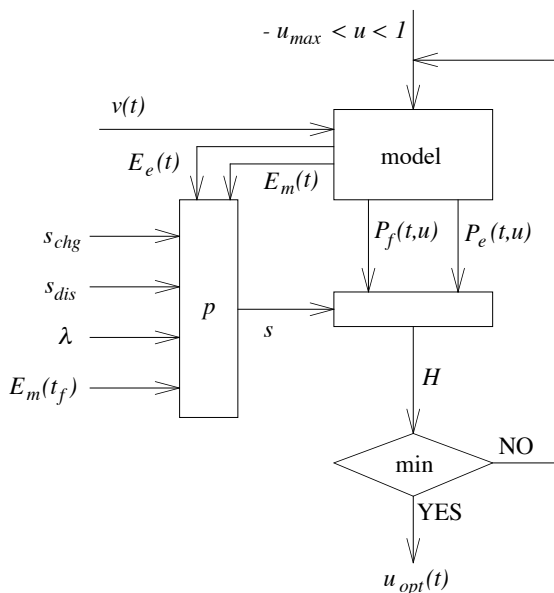 - u_max < u < 1
v(t)
model
E_e(t)
E_m(t)
P_f(t,u)
P_e(t,u)
s_chg
s_dis
p
s
λ
E_m(t_f)
H
min
NO
YES
u_opt(t)